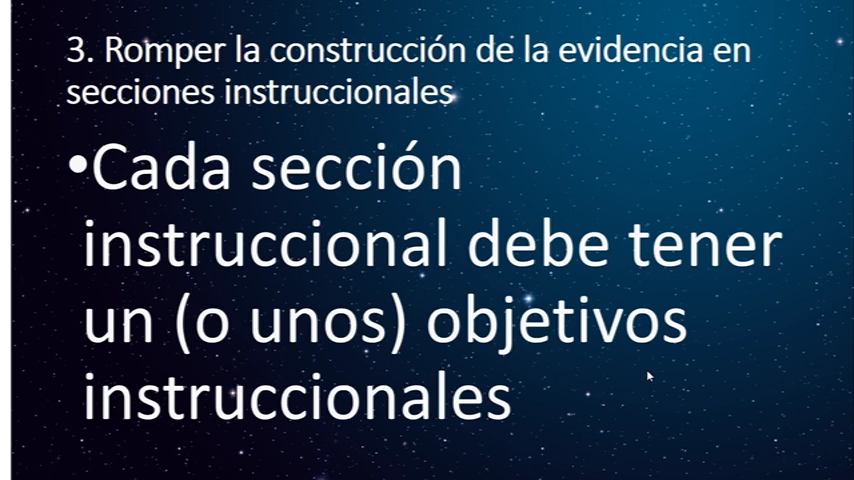 3. Romper la construcción de la evidencia en
secciones instruccionales
•Cada sección
instruccional debe tener
un (o unos) objetivos
instruccionales